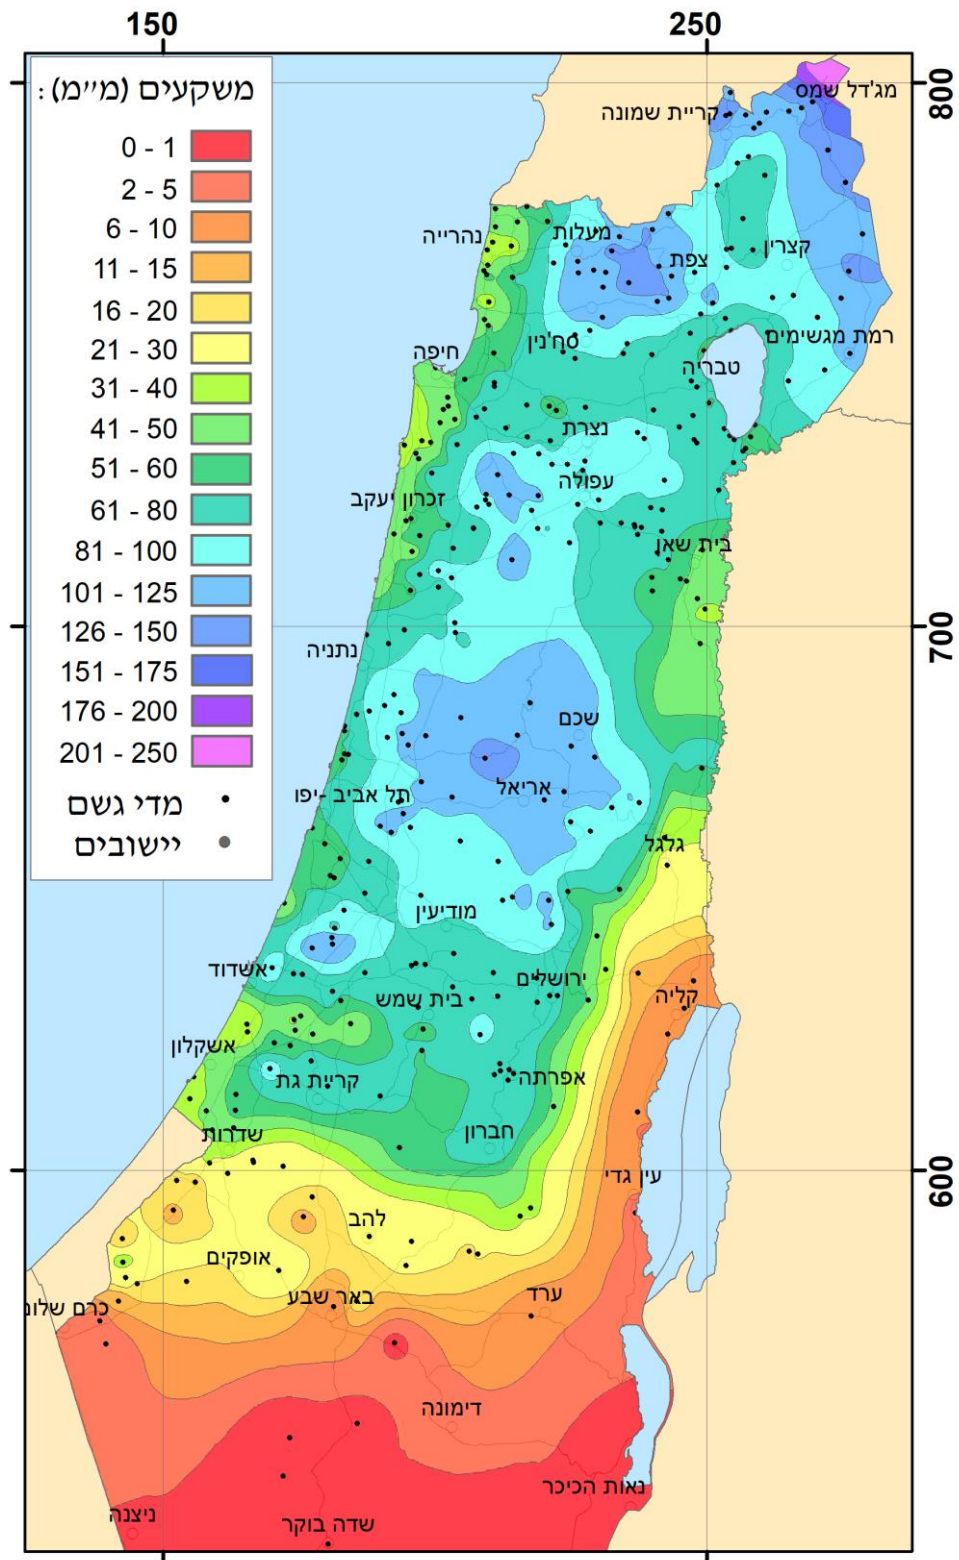 150
250
800
700
600
משקעים (מ״מ):
0 - 1
2 - 5
6 - 10
11 - 15
16 - 20
21 - 30
31 - 40
41 - 50
51 - 60
61 - 80
81 - 100
101 - 125
126 - 150
151 - 175
176 - 200
201 - 250
מדי גשם
יישובים
מג'דל שמס
קריית שמונה
נהרייה
מעלות
קצרין
צפת
רמת מגשימים
סח'נין
חיפה
טבריה
נצרת
עפולה
זכרון יעקב
בית שאן
נתניה
שכם
אריאל
תל אביב -יפו
גלגל
מודיעין
אשדוד
ירושלים
בית שמש
קליה
אשקלון
קריית גת
אפרתה
חברון
שדרות
עין גדי
להב
אופקים
באר שבע
ערד
כרם שלום
דימונה
נאות הכיכר
ניצנה
שדה בוקר